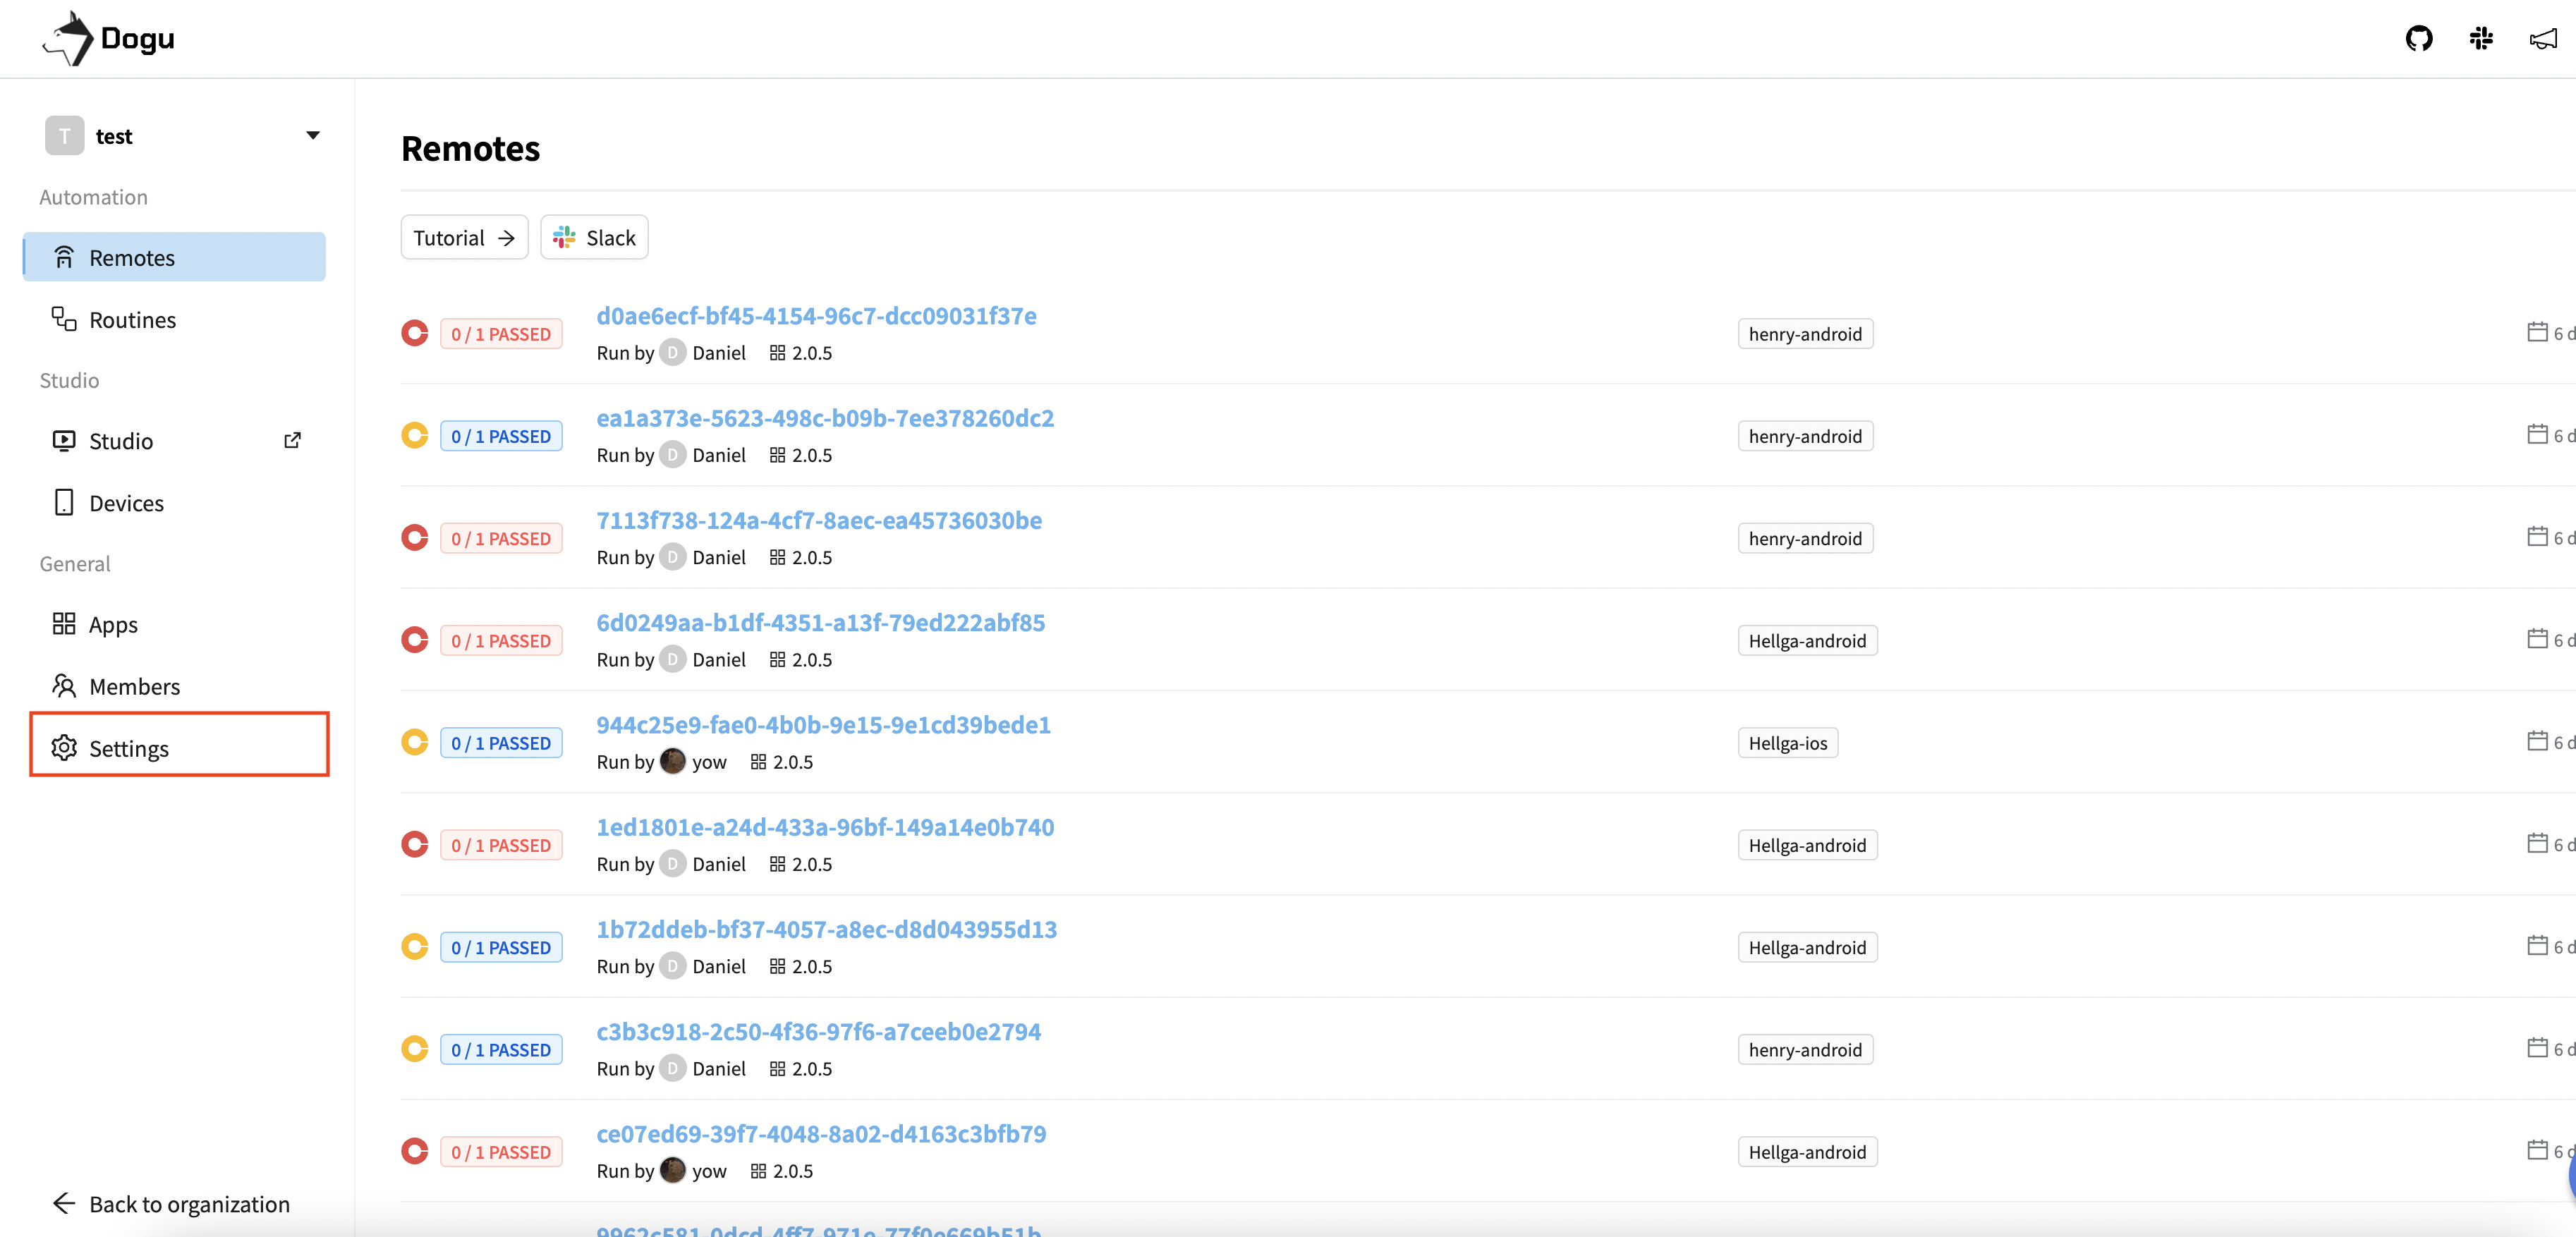 Dogu
T test
Automation
Remotes
Routines
Studio
Studio
Devices
General
Apps
Members
Settings
Back to organization
Remotes
Tutorial
Slack
0 / 1 PASSED
d0ae6ecf-bf45-4154-96c7-dcc09031f37e
Run by D Daniel 2.0.5
henry-android
6 d
0 / 1 PASSED
ea1a373e-5623-498c-b09b-7ee378260dc2
Run by D Daniel 2.0.5
henry-android
6 d
0 / 1 PASSED
7113f738-124a-4cf7-8aec-ea45736030be
Run by D Daniel 2.0.5
henry-android
6 d
0 / 1 PASSED
6d0249aa-b1df-4351-a13f-79ed222abf85
Run by D Daniel 2.0.5
Hellga-android
6 d
0 / 1 PASSED
944c25e9-fae0-4b0b-9e15-9e1cd39bede1
Run by yow 2.0.5
Hellga-ios
6 d
0 / 1 PASSED
1ed1801e-a24d-433a-96bf-149a14e0b740
Run by D Daniel 2.0.5
Hellga-android
6 d
0 / 1 PASSED
1b72ddeb-bf37-4057-a8ec-d8d043955d13
Run by D Daniel 2.0.5
Hellga-android
6 d
0 / 1 PASSED
c3b3c918-2c50-4f36-97f6-a7ceeb0e2794
Run by D Daniel 2.0.5
henry-android
6 d
0 / 1 PASSED
ce07ed69-39f7-4048-8a02-d4163c3bfb79
Run by yow 2.0.5
Hellga-android
6 d